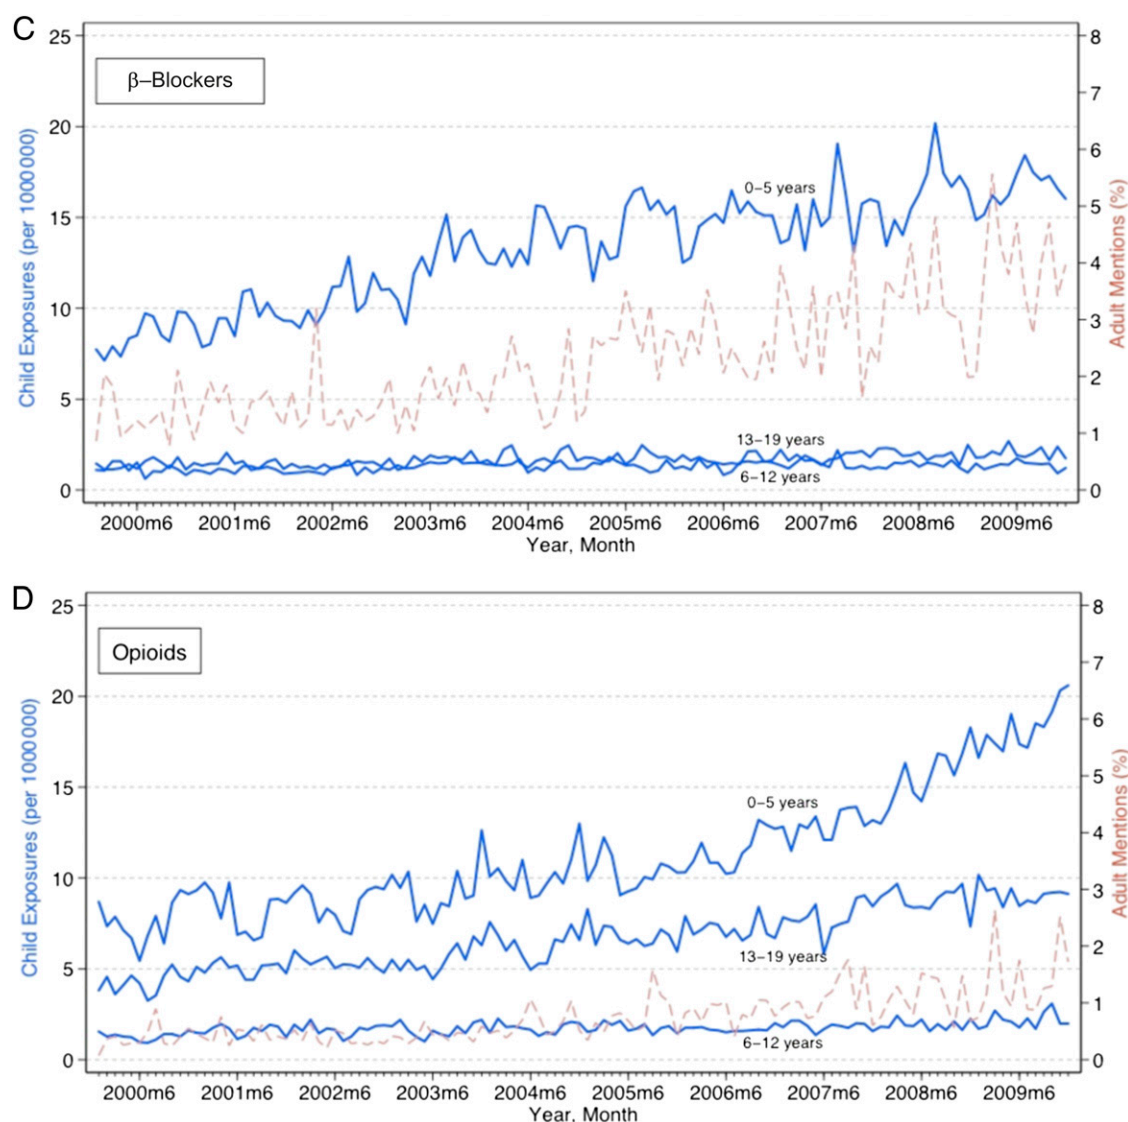 C
β–Blockers
Child Exposures (per 1000000)
25
20
15
10
5
0
8
7
6
5
4
3
2
1
0
Adult Mentions (%)
0–5 years
13–19 years
6–12 years
2000m6 2001m6 2002m6 2003m6 2004m6 2005m6 2006m6 2007m6 2008m6 2009m6
Year, Month
D
Opioids
Child Exposures (per 1000000)
25
20
15
10
5
0
8
7
6
5
4
3
2
1
0
Adult Mentions (%)
0–5 years
13–19 years
6–12 years
2000m6 2001m6 2002m6 2003m6 2004m6 2005m6 2006m6 2007m6 2008m6 2009m6
Year, Month